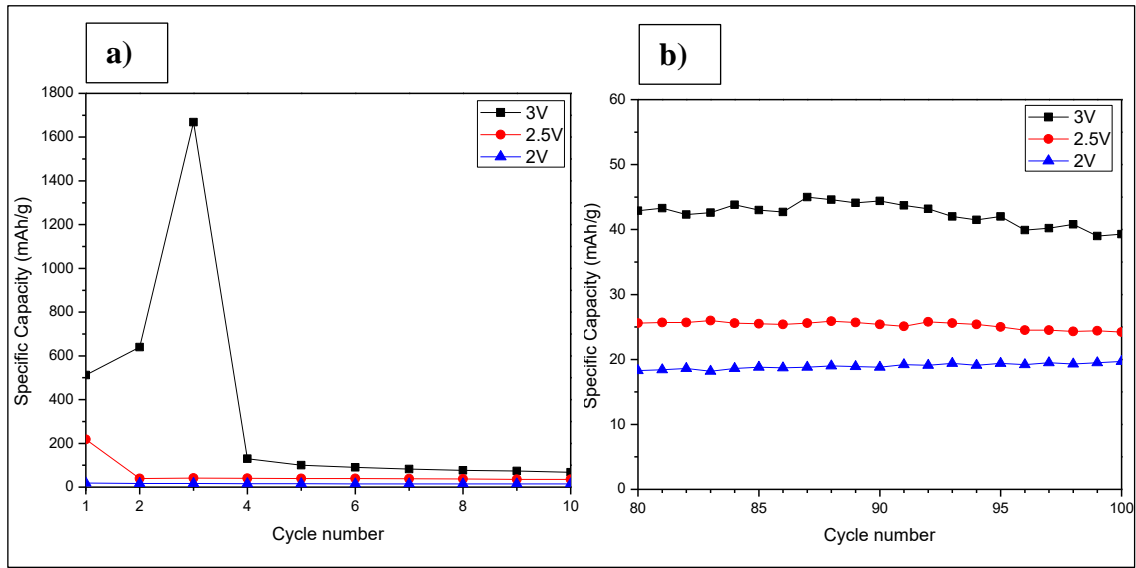 a)
1800
1600
1400
1200
1000
800
600
400
200
0
Specific Capacity (mAh/g)
3V
2.5V
2V
1 2 4 6 8 10
Cycle number
b)
60
50
40
30
20
10
0
Specific Capacity (mAh/g)
3V
2.5V
2V
80 85 90 95 100
Cycle number